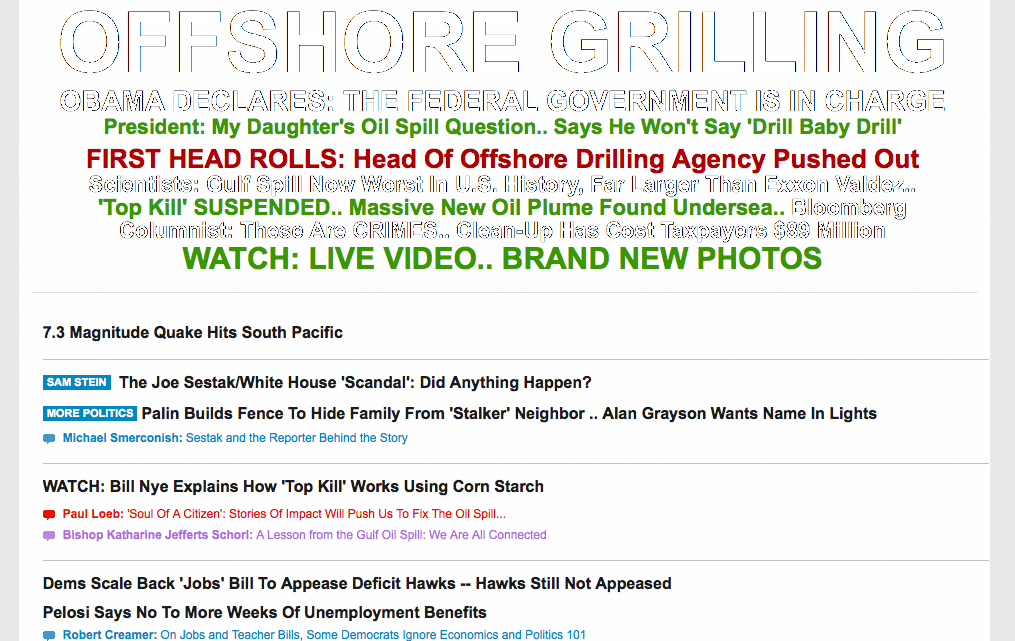 OFFSHORE GRILLING
OBAMA DECLARES: THE FEDERAL GOVERNMENT IS IN CHARGE
President: My Daughter's Oil Spill Question.. Says He Won't Say 'Drill Baby Drill'
FIRST HEAD ROLLS: Head Of Offshore Drilling Agency Pushed Out
Scientists: Gulf Spill Now Worst In U.S. History, Far Larger Than Exxon Valdez..
'Top Kill' SUSPENDED.. Massive New Oil Plume Found Undersea.. Bloomberg
Columnist: These Are CRIMES.. Clean-Up Has Cost Taxpayers $89 Million
WATCH: LIVE VIDEO.. BRAND NEW PHOTOS
7.3 Magnitude Quake Hits South Pacific
SAM STEIN The Joe Sestak/White House 'Scandal': Did Anything Happen?
MORE POLITICS Palin Builds Fence To Hide Family From 'Stalker' Neighbor .. Alan Grayson Wants Name In Lights
Michael Smerconish: Sestak and the Reporter Behind the Story
WATCH: Bill Nye Explains How 'Top Kill' Works Using Corn Starch
Paul Loeb: 'Soul Of A Citizen': Stories Of Impact Will Push Us To Fix The Oil Spill...
Bishop Katharine Jefferts Schori: A Lesson from the Gulf Oil Spill: We Are All Connected
Dems Scale Back 'Jobs' Bill To Appease Deficit Hawks -- Hawks Still Not Appeased
Pelosi Says No To More Weeks Of Unemployment Benefits
Robert Creamer: On Jobs and Teacher Bills, Some Democrats Ignore Economics and Politics 101